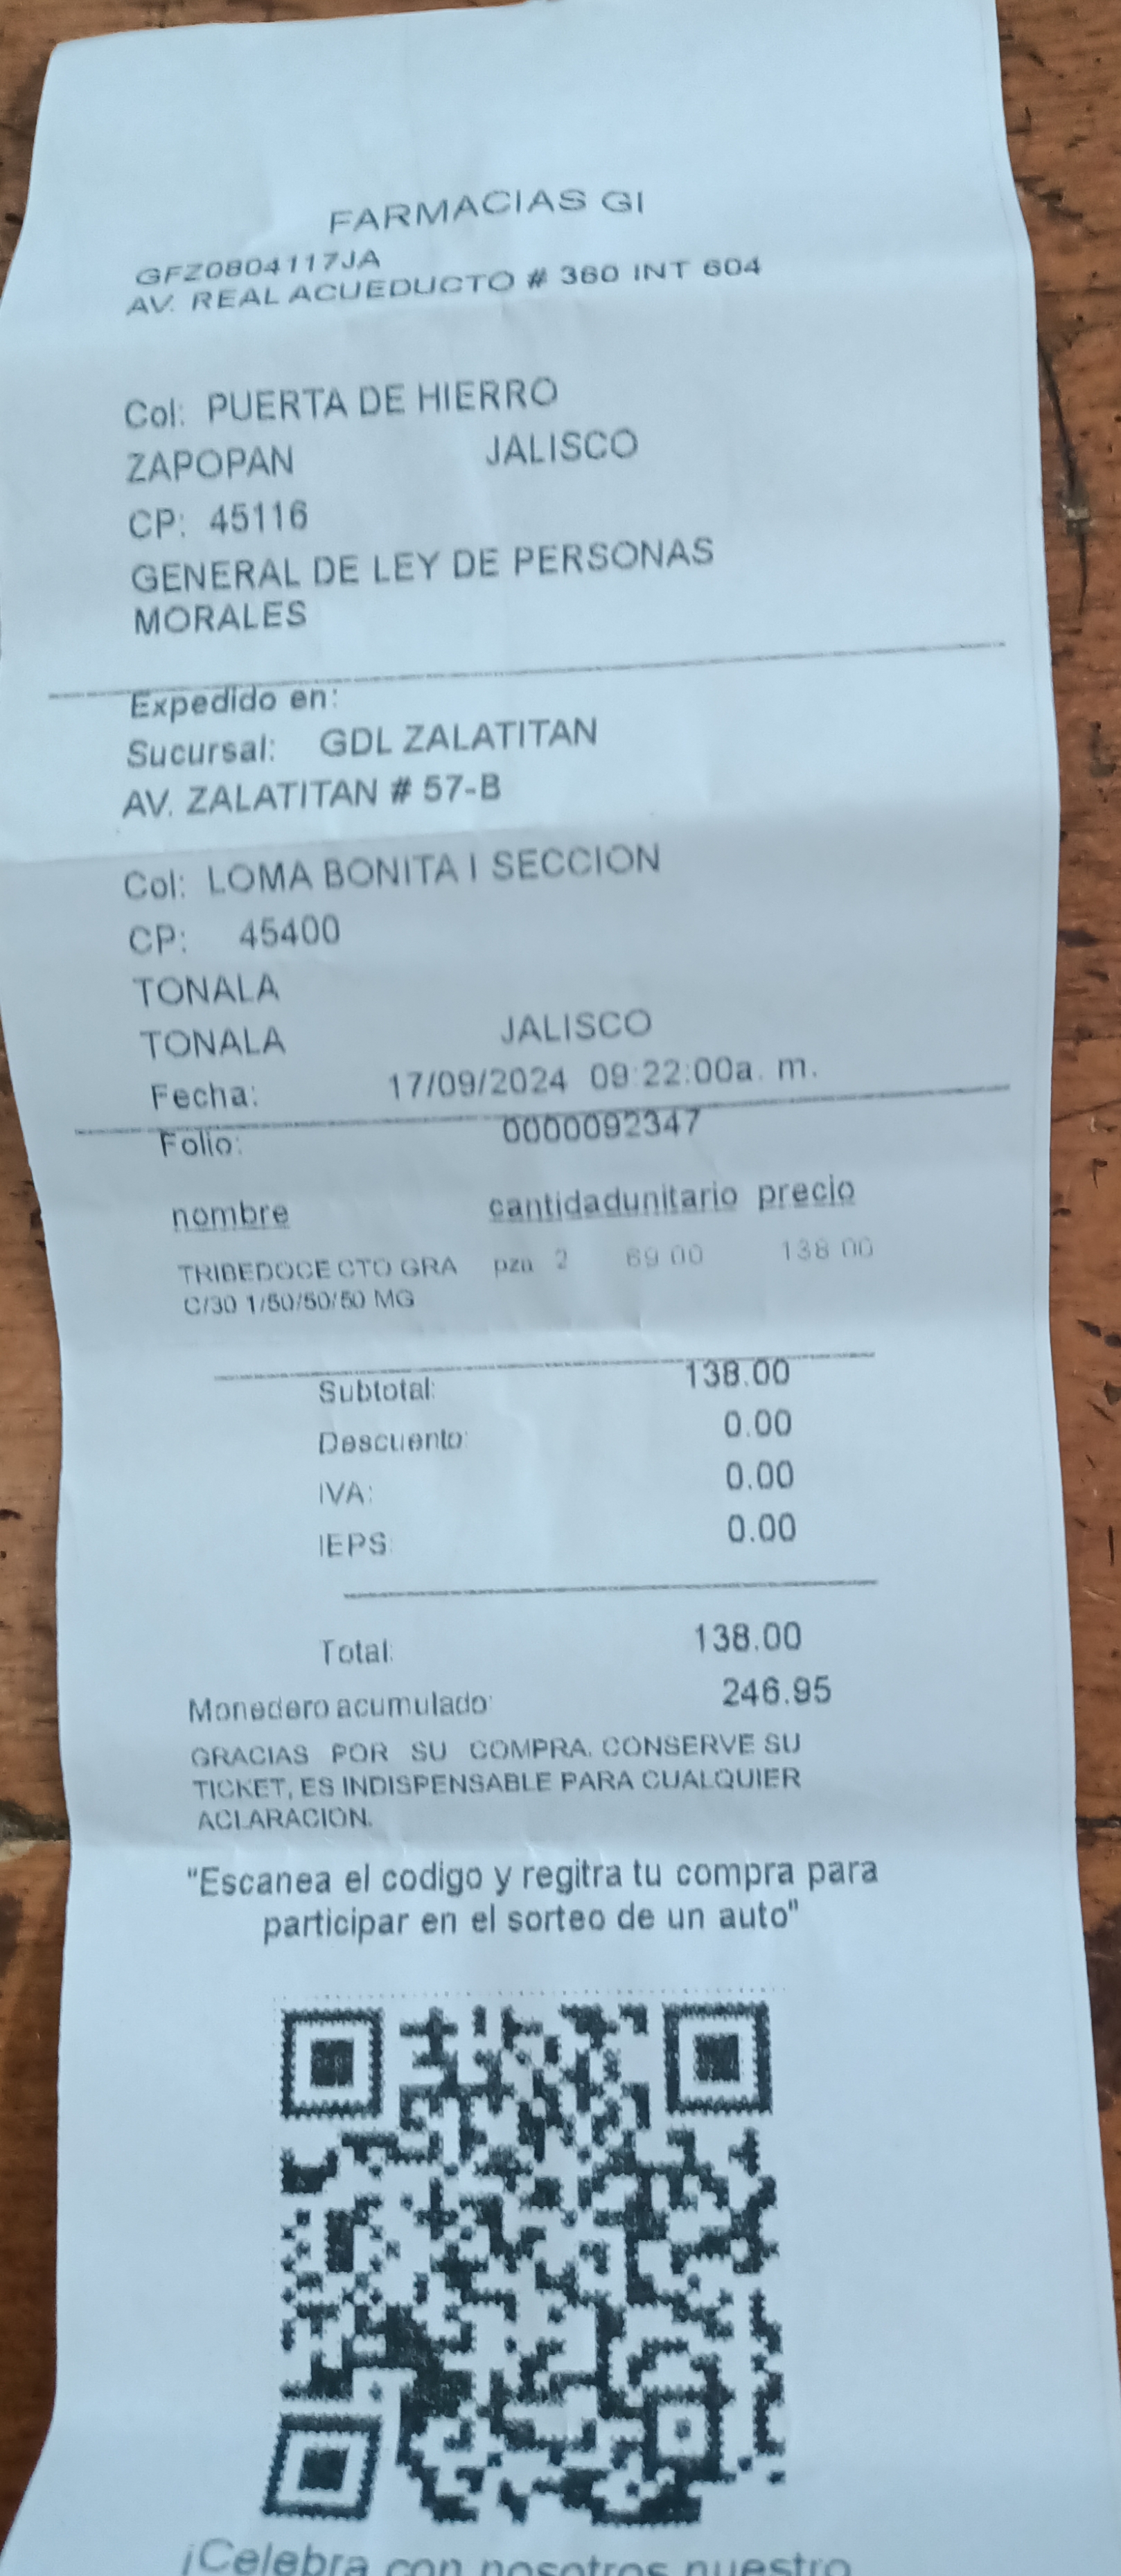 FARMACIAS GI
GFZ0804117JA
AV. REAL ACUEDUCTO # 360 INT 604
Col: PUERTA DE HIERRO
ZAPOPAN JALISCO
CP: 45116
GENERAL DE LEY DE PERSONAS
MORALES
Expedido en:
Sucursal: GDL ZALATITAN
AV. ZALATITAN # 57-B
Col: LOMA BONITA I SECCION
CP: 45400
TONALA
TONALA JALISCO
Fecha: 17/09/2024 09:22:00a. m.
Folio: 0000092347
nombre cantidadunitario precio
TRIBEDOCE CTO GRA pza 2 69.00 138.00
C/30 1/50/50/50 MG
Subtotal: 138.00
Descuento: 0.00
IVA: 0.00
IEPS: 0.00
Total: 138.00
Monedero acumulado: 246.95
GRACIAS POR SU COMPRA. CONSERVE SU
TICKET, ES INDISPENSABLE PARA CUALQUIER
ACLARACION.
"Escanea el codigo y regitra tu compra para
participar en el sorteo de un auto"
¡Celebra con nosotros nuestro